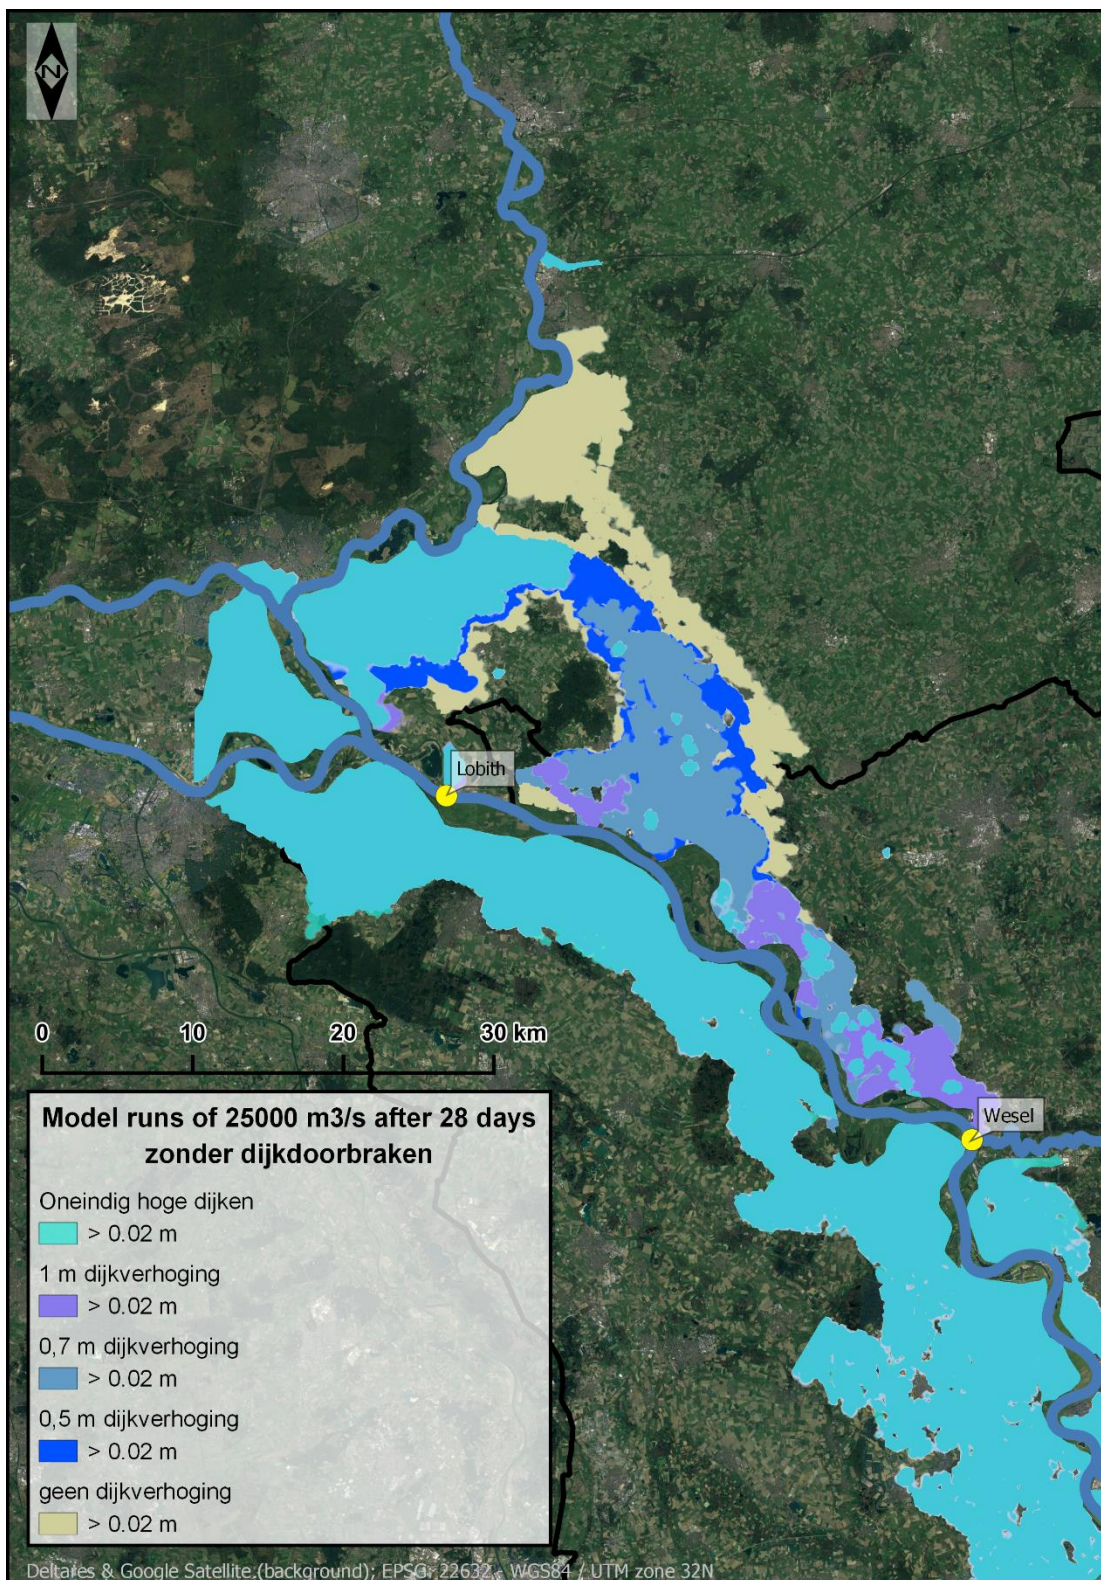 N
Lobith
0 10 20 30 km
Wesel
Model runs of 25000 m3/s after 28 days
zonder dijkdoorbraken
Oneindig hoge dijken
> 0.02 m
1 m dijkverhoging
> 0.02 m
0,7 m dijkverhoging
> 0.02 m
0,5 m dijkverhoging
> 0.02 m
geen dijkverhoging
> 0.02 m
Deltares & Google Satellite (background); EPSG: 22632 - WGS84 / UTM zone 32N